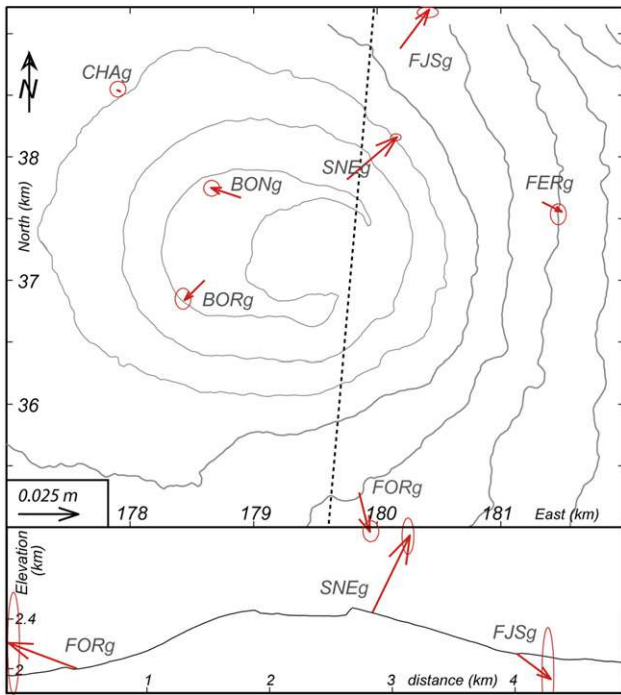 FJSg
CHAg
N
38
SNEg
BONg
FERg
North (km)
37
BORg
36
0.025 m
FORg
178
179
180
181
East (km)
Elevation
(km)
SNEg
2.4
FORg
FJSg
2
1
2
3
distance (km)
4